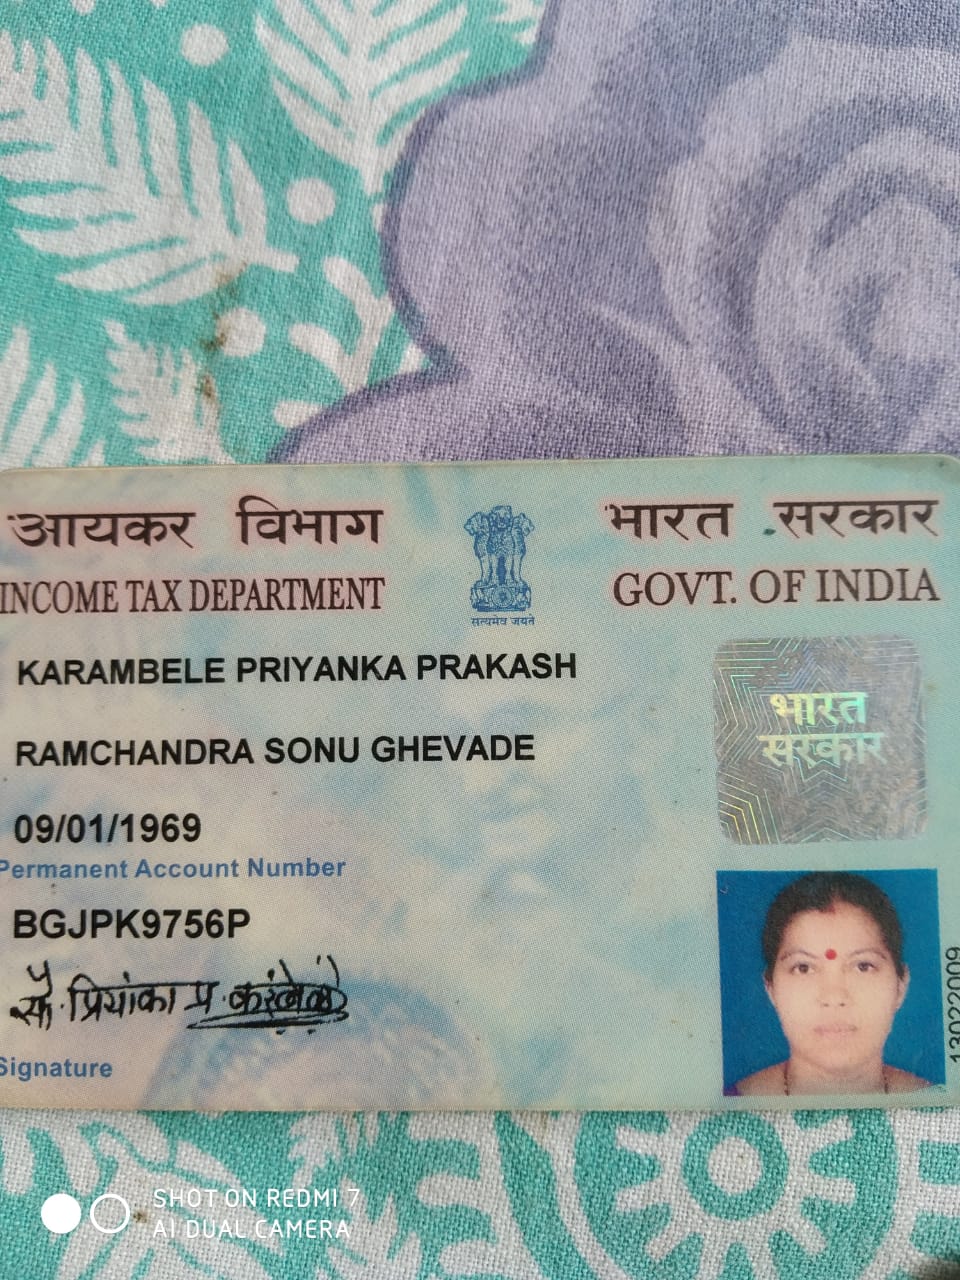 आयकर विभाग
INCOME TAX DEPARTMENT
सत्यमेव जयते
भारत सरकार
GOVT. OF INDIA
KARAMBELE PRIYANKA PRAKASH
RAMCHANDRA SONU GHEVADE
09/01/1969
Permanent Account Number
BGJPK9756P
सौ. प्रियांका प्र. करंबेळे
Signature
भारत
सरकार
13022009
SHOT ON REDMI 7
AI DUAL CAMERA